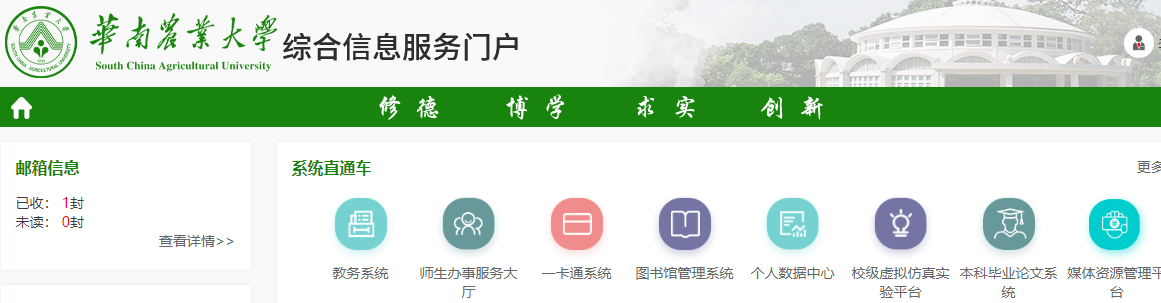 華南农业大学
South China Agricultural University
综合信息服务门户
修德 博学 求实 创新
邮箱信息
已收： 1封
未读： 0封
查看详情>>
系统直通车
更多
教务系统
师生办事服务大
厅
一卡通系统
图书馆管理系统
个人数据中心
校级虚拟仿真实
验平台
本科毕业论文系
统
媒体资源管理平
台